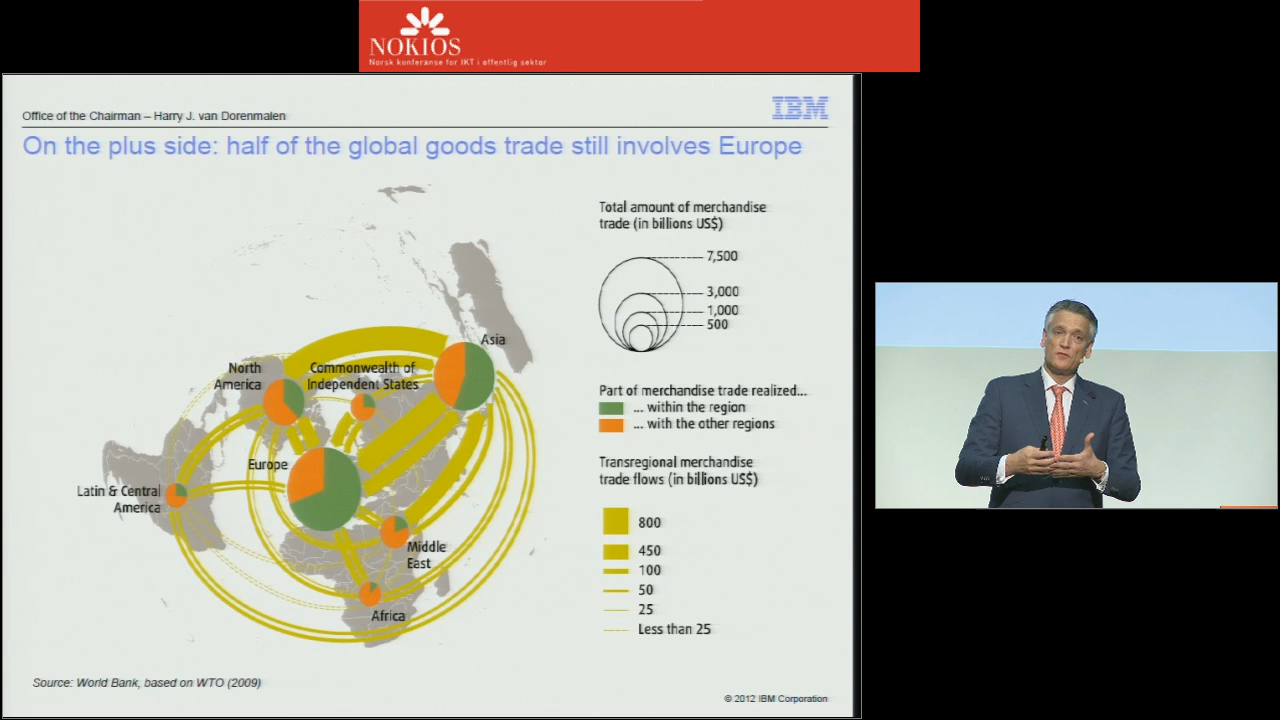 NOKIOS
Norsk konferanse for IKT i offentlig sektor
Office of the Chairman – Harry J. van Dorenmalen
IBM
On the plus side: half of the global goods trade still involves Europe
Total amount of merchandise
trade (in billions US$)
7,500
3,000
1,000
500
Asia
North
America
Commonwealth of
Independent States
Europe
Latin & Central
America
Middle
East
Africa
Part of merchandise trade realized...
... within the region
... with the other regions
Transregional merchandise
trade flows (in billions US$)
800
450
100
50
25
Less than 25
Source: World Bank, based on WTO (2009)
© 2012 IBM Corporation